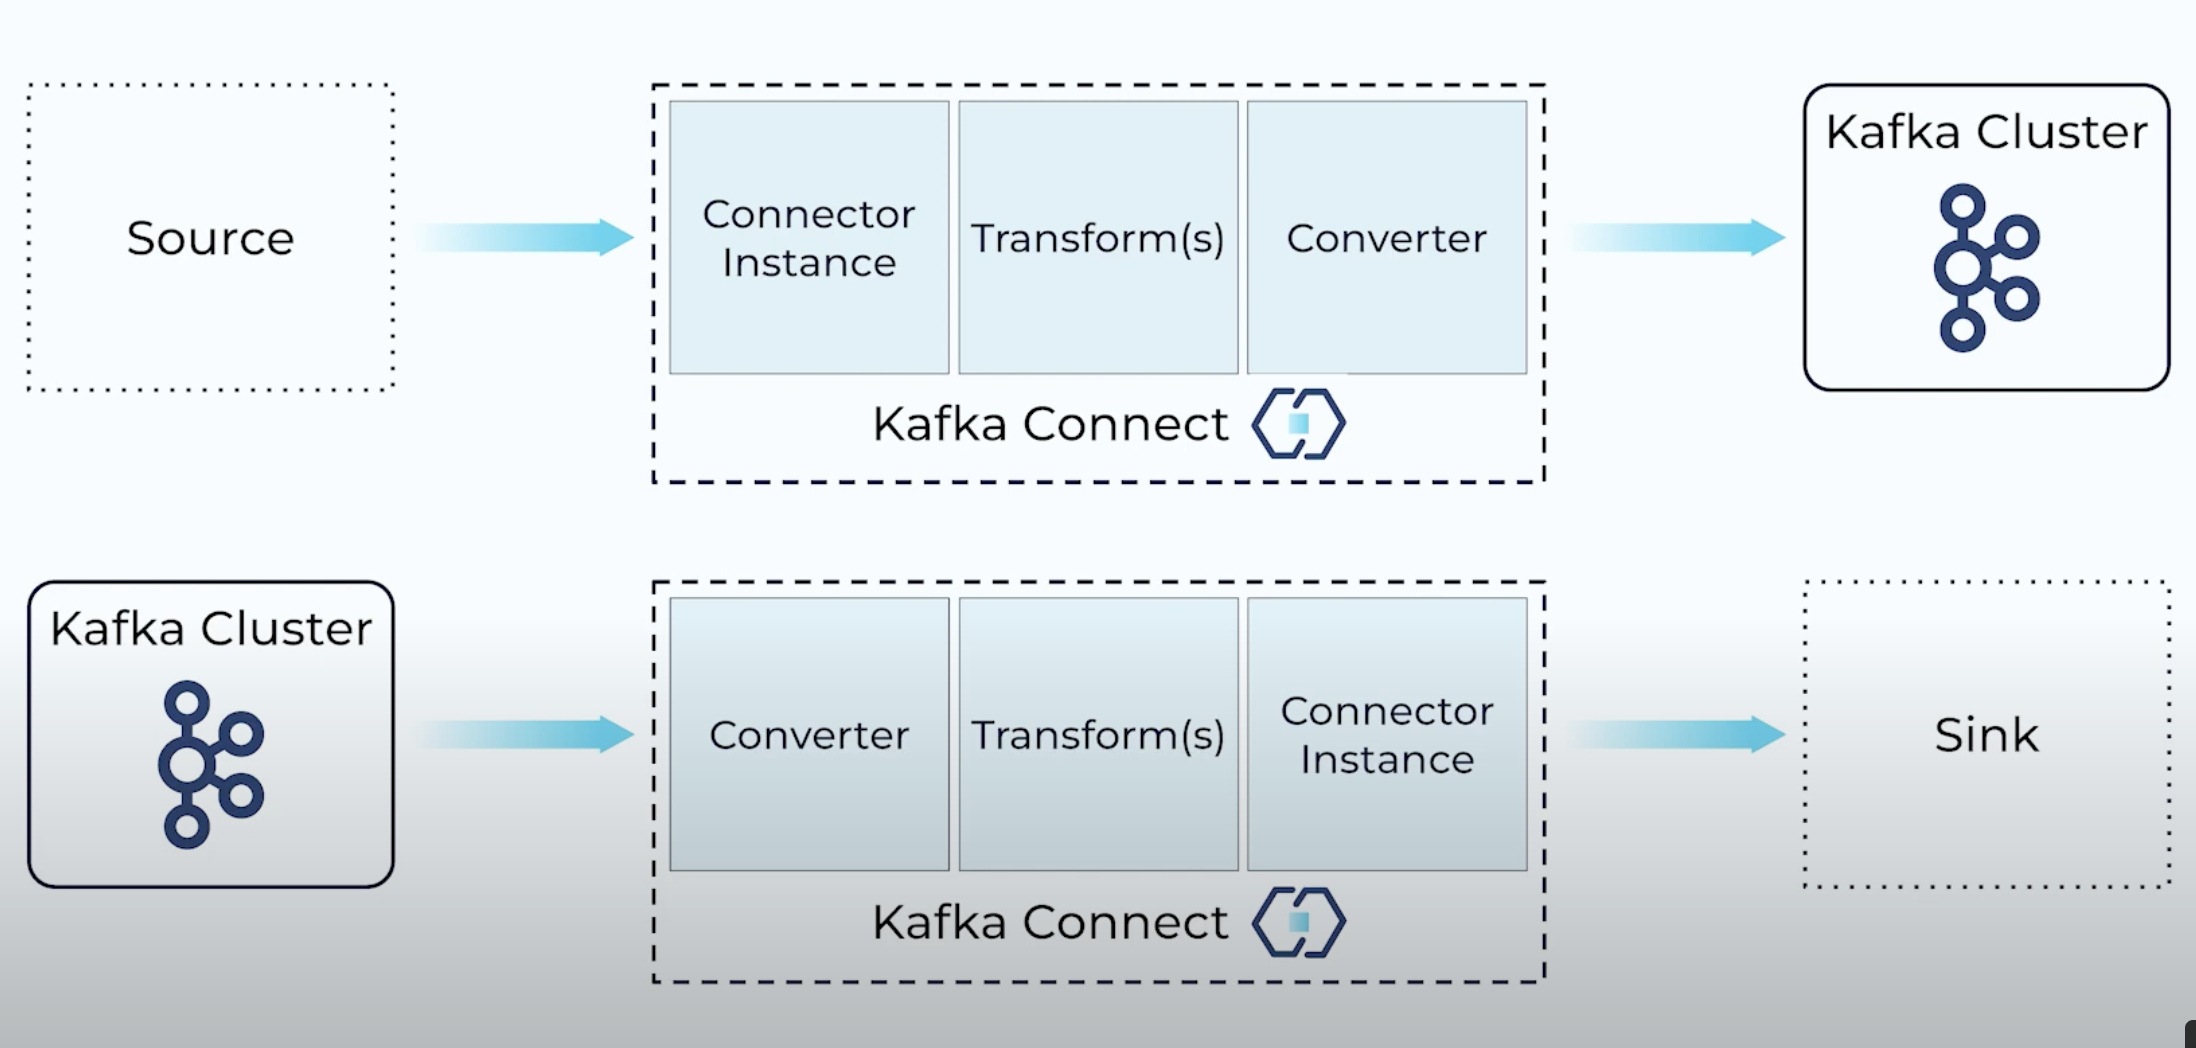 Source
Connector
Instance
Transform(s)
Converter
Kafka Connect
Kafka Cluster
Kafka Cluster
Converter
Transform(s)
Connector
Instance
Kafka Connect
Sink